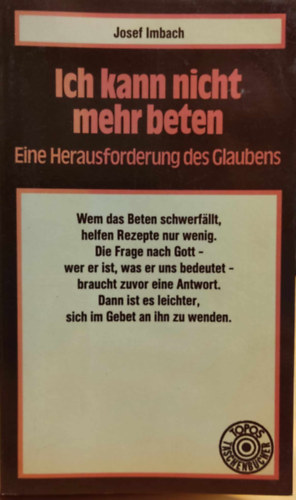 Josef Imbach
Ich kann nicht
mehr beten
Eine Herausforderung des Glaubens
Wem das Beten schwerfällt,
helfen Rezepte nur wenig.
Die Frage nach Gott –
wer er ist, was er uns bedeutet –
braucht zuvor eine Antwort.
Dann ist es leichter,
sich im Gebet an ihn zu wenden.
TOPOS
TASCHENBÜCHER